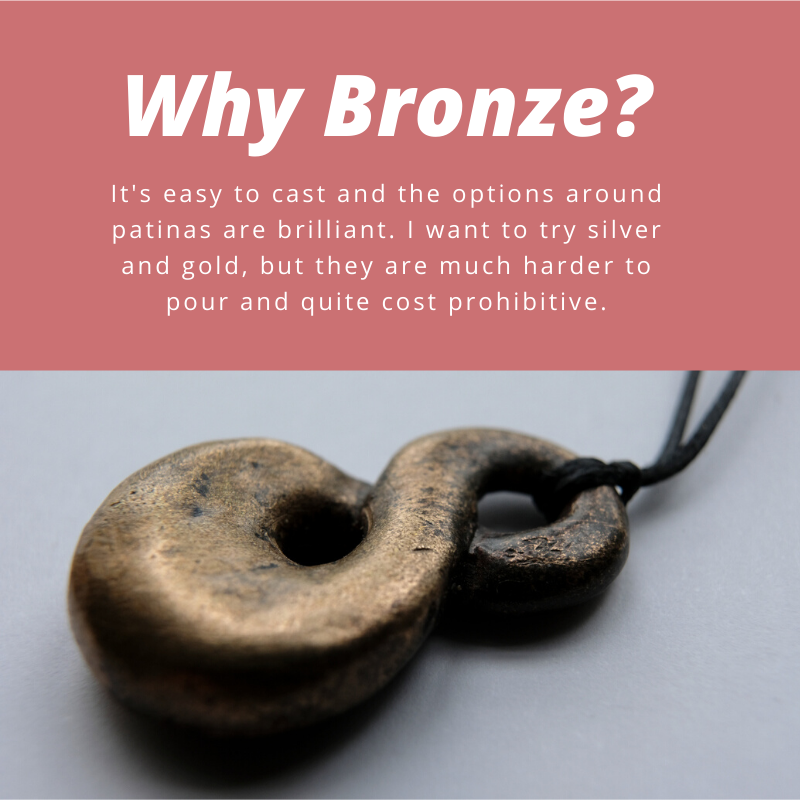 Why Bronze?
It's easy to cast and the options around
patinas are brilliant. I want to try silver
and gold, but they are much harder to
pour and quite cost prohibitive.